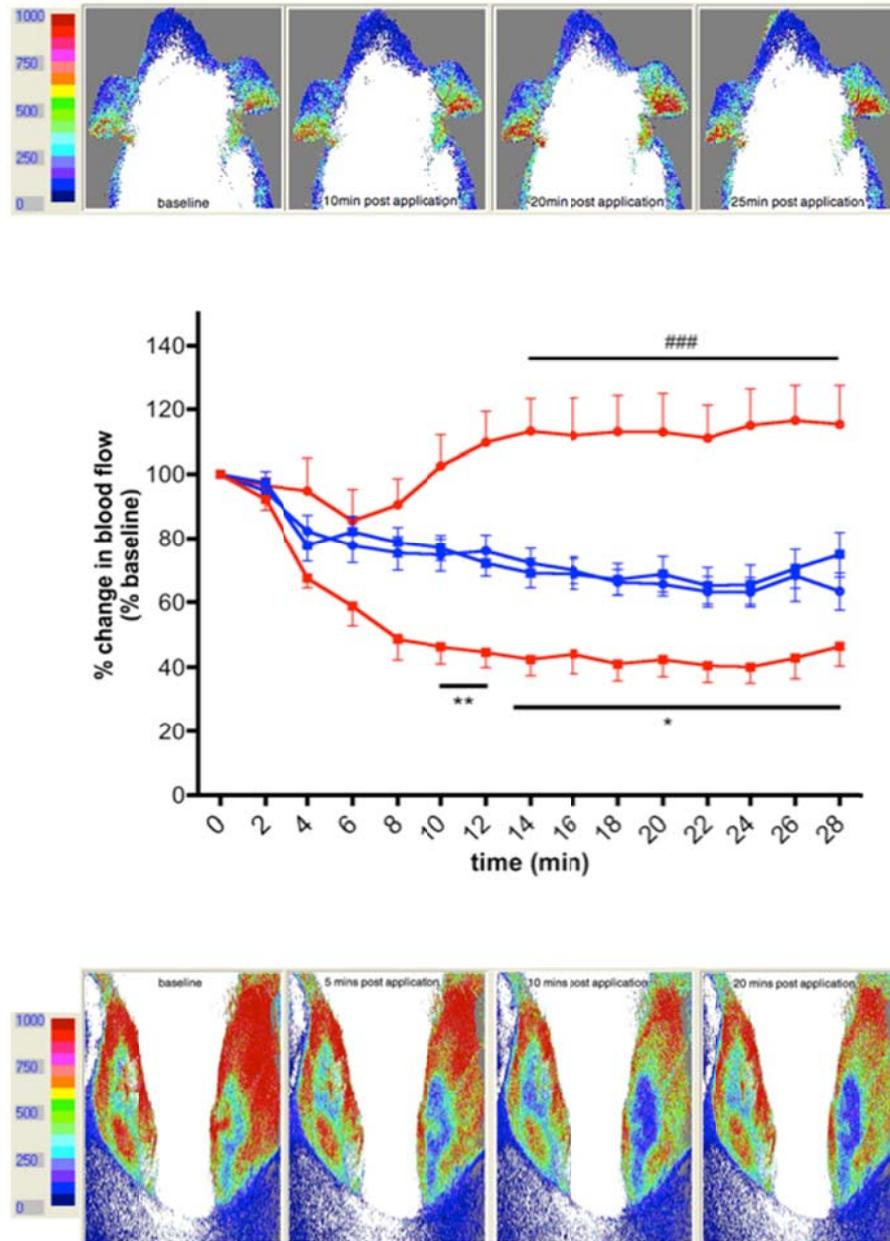 1000
750
500
250
0
baseline
10min post application
20min post application
25min post application
% change in blood flow
(% baseline)
140
120
100
80
60
40
20
0
###
**
*
0 2 4 6 8 10 12 14 16 18 20 22 24 26 28
time (min)
baseline
5 mins post application
10 mins post application
20 mins post application
1000
750
500
250
0